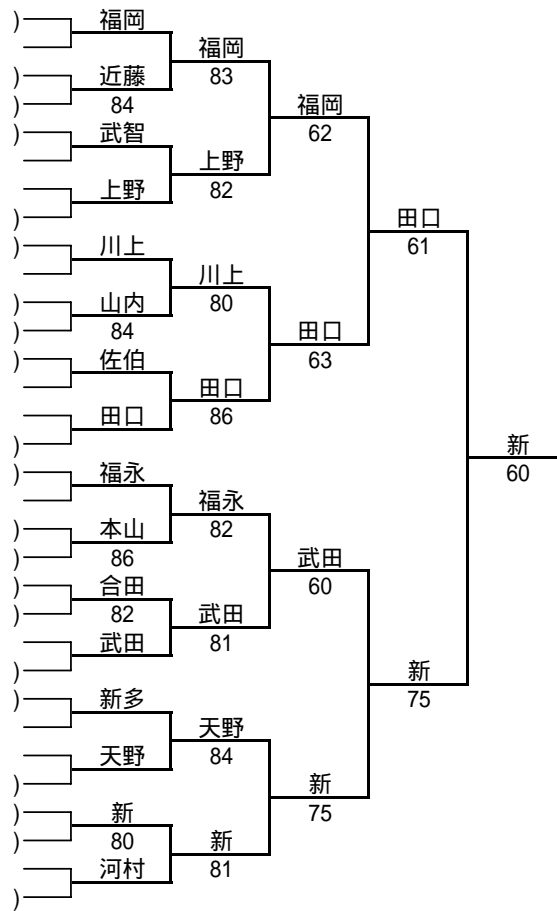 )
福岡
福岡
83
)
近藤
)
84
福岡
62
)
武智
上野
82
上野
)
田口
61
)
川上
川上
80
)
山内
)
84
田口
63
)
佐伯
田口
86
田口
)
新
60
)
福永
福永
82
)
本山
)
86
武田
60
)
合田
)
82
武田
81
武田
)
新
75
)
新多
天野
84
天野
)
新
75
)
新
)
80
新
81
河村
)